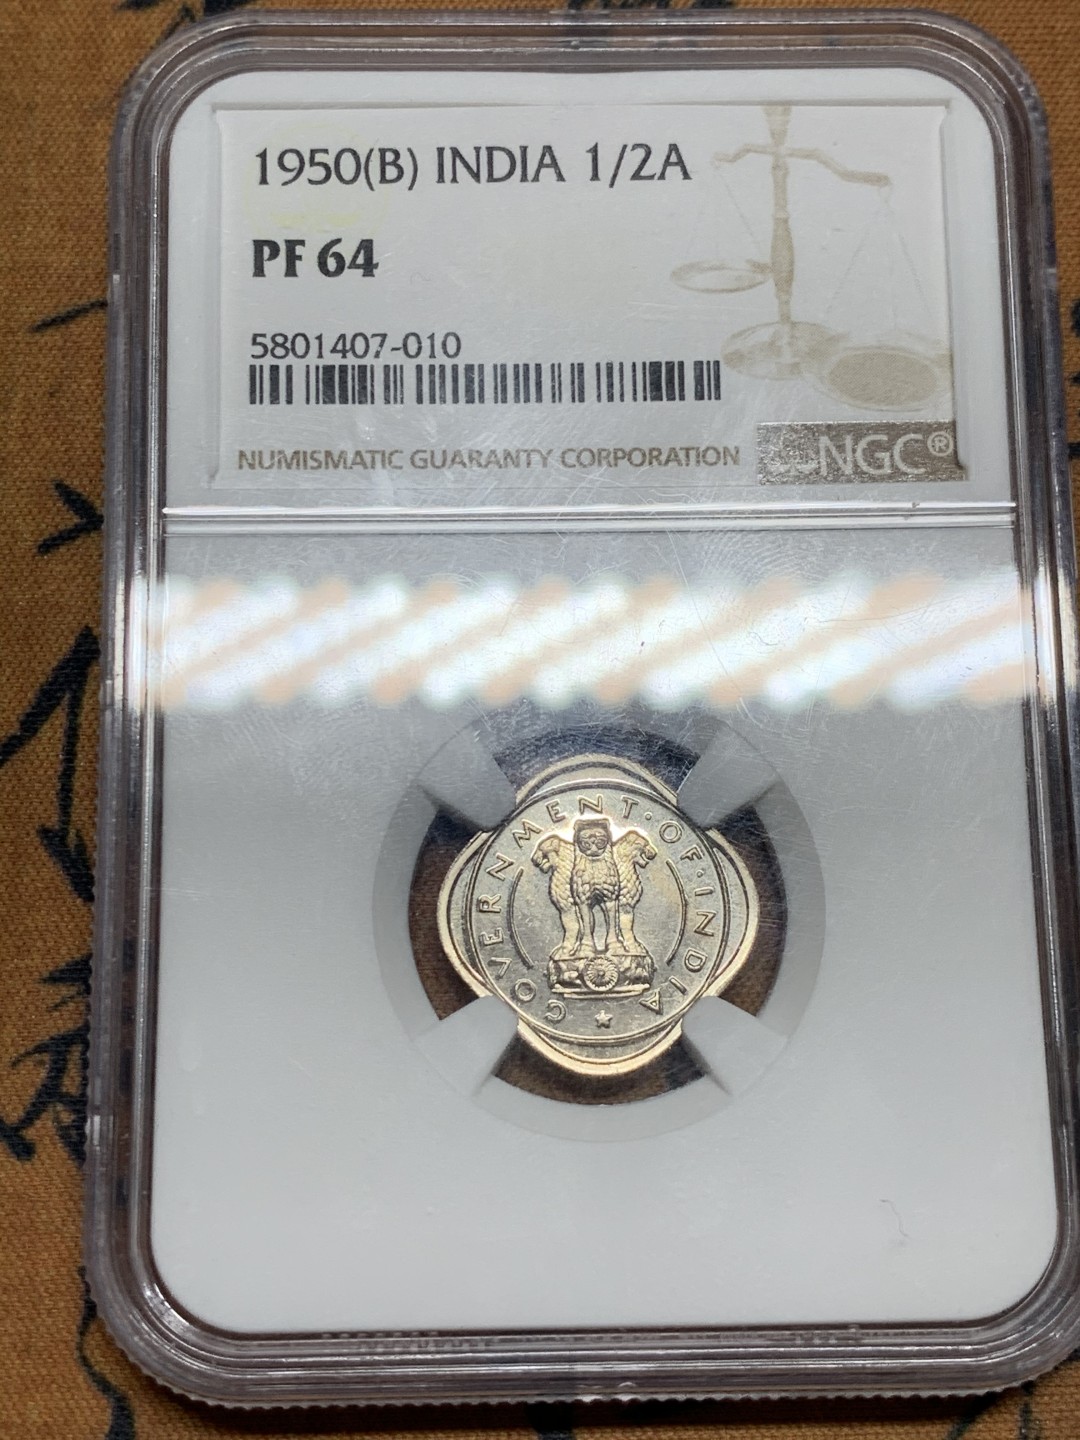 1950(B) INDIA 1/2A
PF 64
5801407-010
NUMISMATIC GUARANTY CORPORATION
NGC®
GOVERNMENT·OF·INDIA